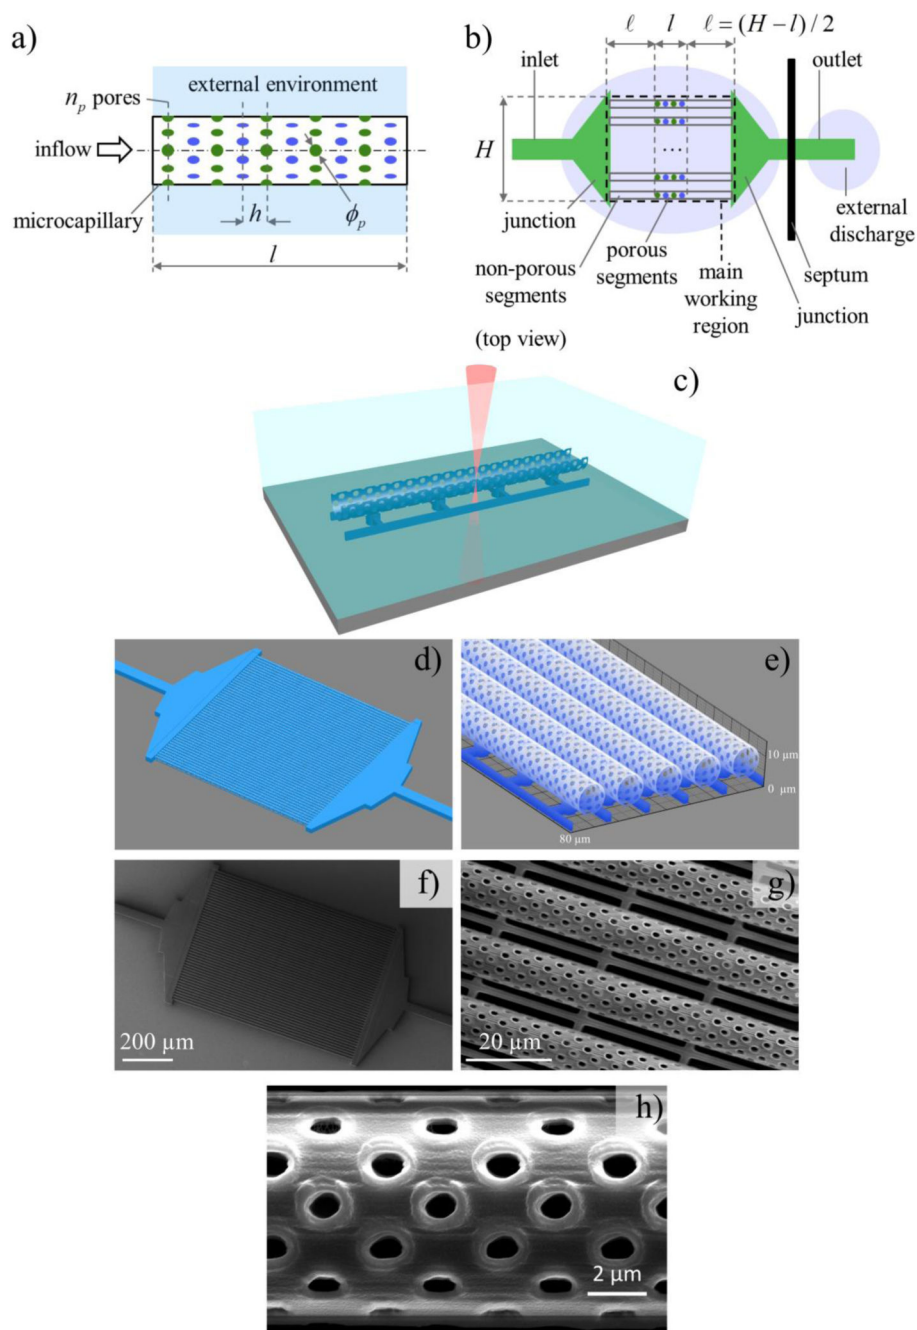 a)
external environment
n_p pores
inflow
microcapillary
h
ϕ_p
l
b)
ℓ l ℓ = (H − l) / 2
inlet
outlet
H
...
junction
non-porous
segments
porous
segments
main
working
region
external
discharge
septum
junction
(top view)
c)
d)
e)
10 µm
0 µm
80 µm
f)
200 µm
g)
20 µm
h)
2 µm